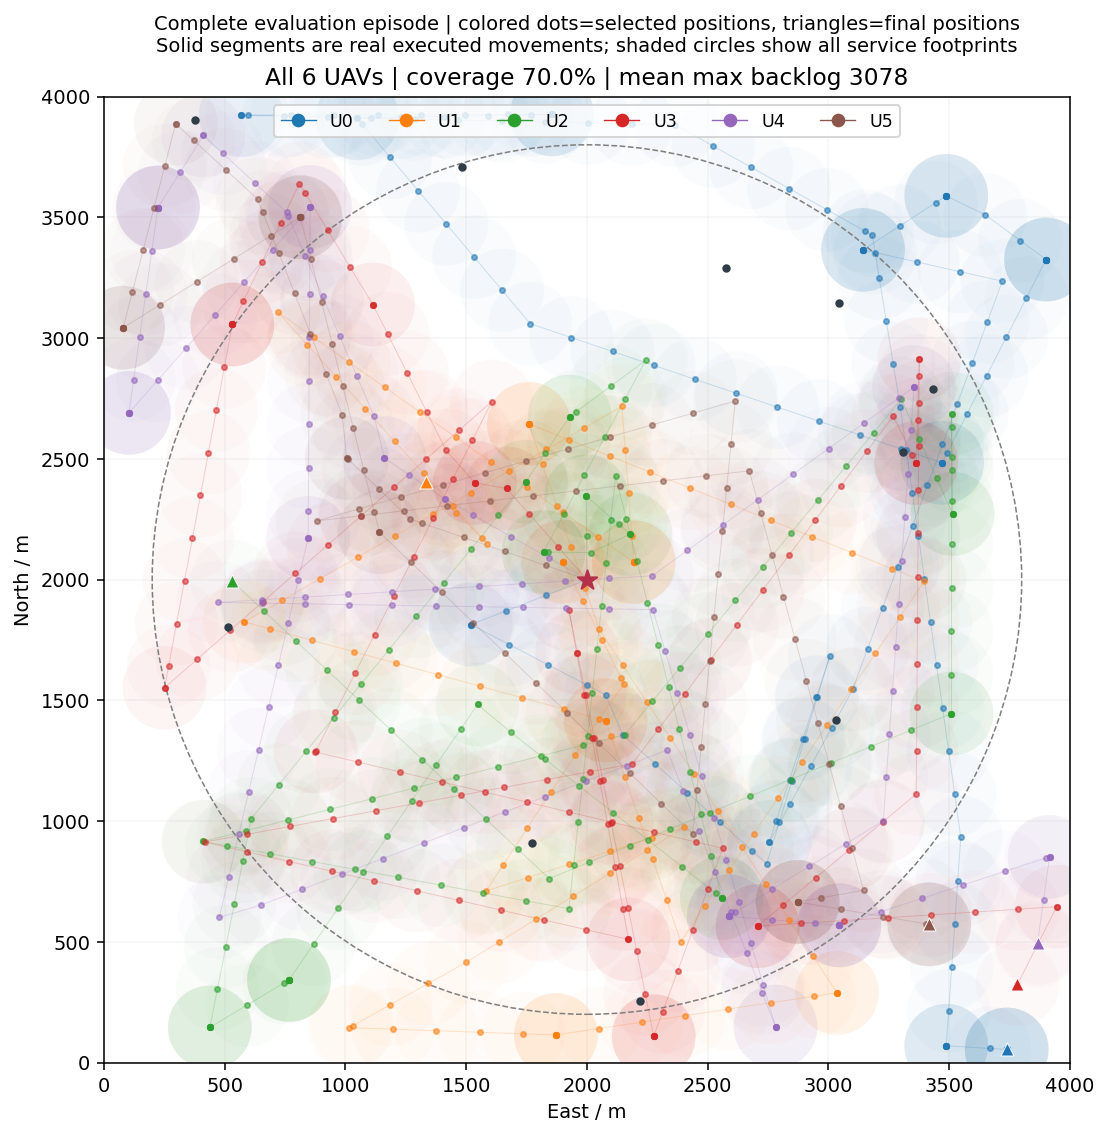 Complete evaluation episode | colored dots=selected positions, triangles=final positions
Solid segments are real executed movements; shaded circles show all service footprints
All 6 UAVs | coverage 70.0% | mean max backlog 3078
U0 U1 U2 U3 U4 U5
North / m
4000
3500
3000
2500
2000
1500
1000
500
0
0 500 1000 1500 2000 2500 3000 3500 4000
East / m